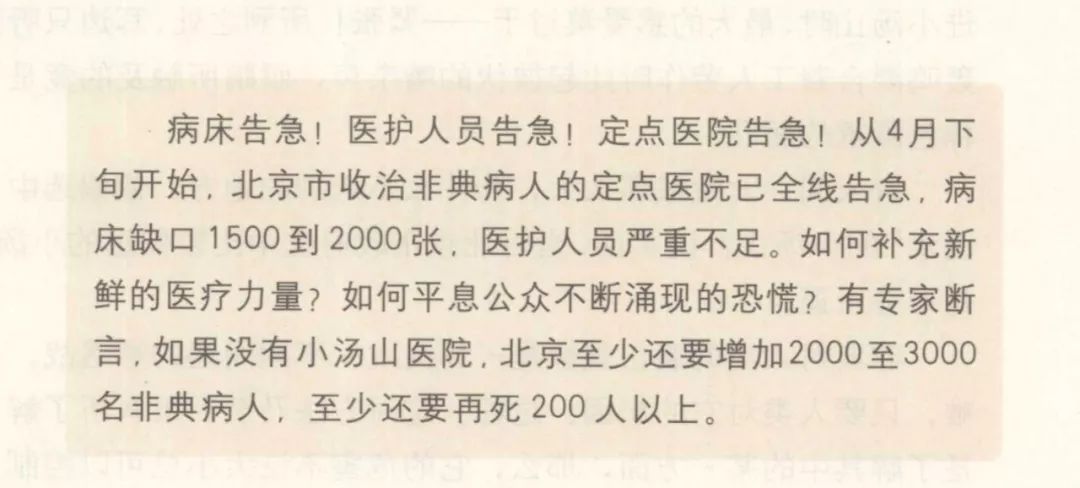 病床告急！医护人员告急！定点医院告急！从4月下
旬开始，北京市收治非典病人的定点医院已全线告急，病
床缺口1500到2000张，医护人员严重不足。如何补充新
鲜的医疗力量？如何平息公众不断涌现的恐慌？有专家断
言，如果没有小汤山医院，北京至少还要增加2000至3000
名非典病人，至少还要再死200人以上。